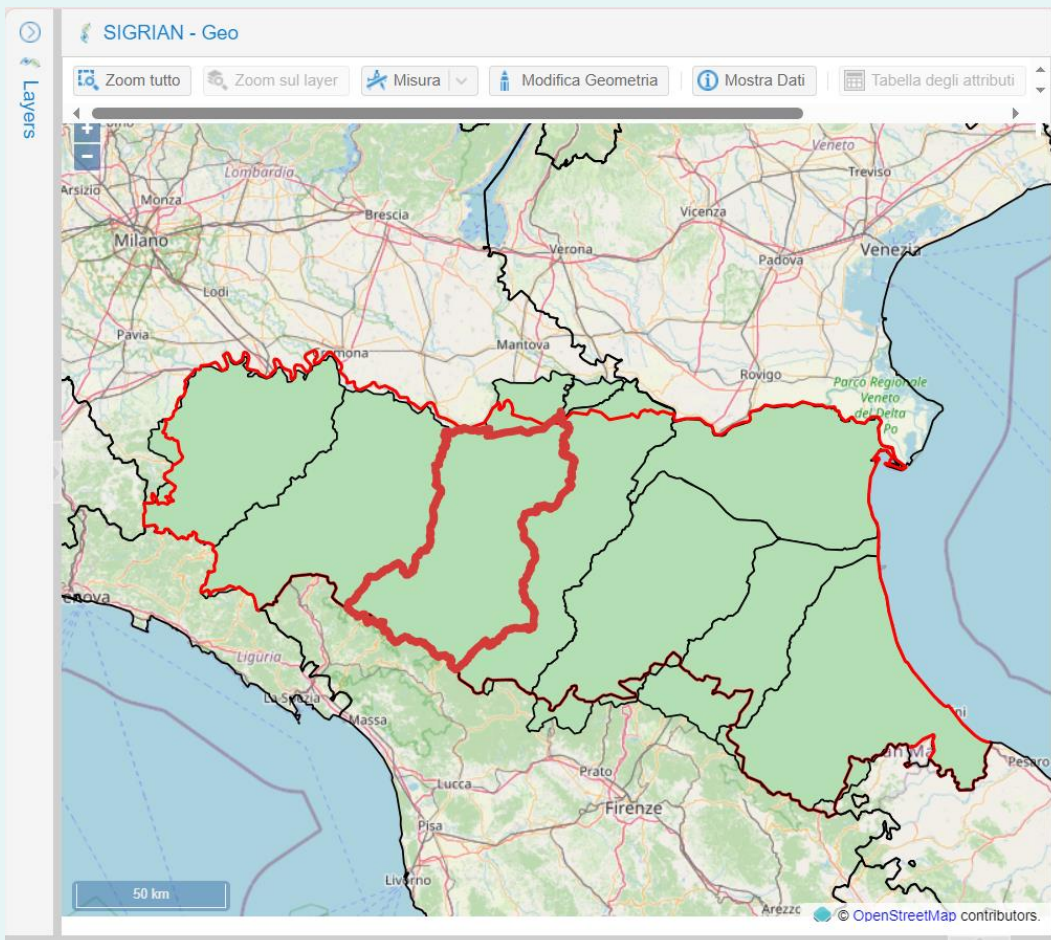 SIGRIAN - Geo
Layers
Zoom tutto
Zoom sul layer
Misura
Modifica Geometria
Mostra Dati
Tabella degli attributi
+
−
Lombardia
Veneto
Treviso
Arsizio
Monza
Brescia
Vicenza
Milano
Verona
Padova
Venezia
Lodi
Pavia
Mantova
Rovigo
Parco Regionale
Veneto
del Delta
Po
Liguria
La Spezia
Massa
Pesaro
Lucca
Prato
Firenze
Pisa
Livorno
Arezzo
50 km
© OpenStreetMap contributors.